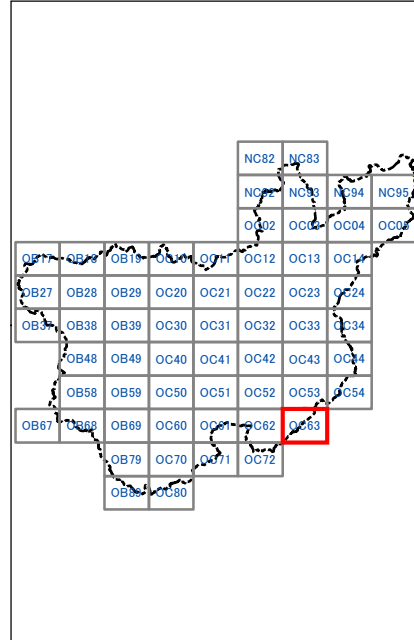 NC82 NC83
NC92 NC93 NC94 NC95
OC02 OC03 OC04 OC05
OB17 OB18 OB19 OC10 OC11 OC12 OC13 OC14
OB27 OB28 OB29 OC20 OC21 OC22 OC23 OC24
OB37 OB38 OB39 OC30 OC31 OC32 OC33 OC34
OB48 OB49 OC40 OC41 OC42 OC43 OC44
OB58 OB59 OC50 OC51 OC52 OC53 OC54
OB67 OB68 OB69 OC60 OC61 OC62 OC63
OB79 OC70 OC71 OC72
OB89 OC80